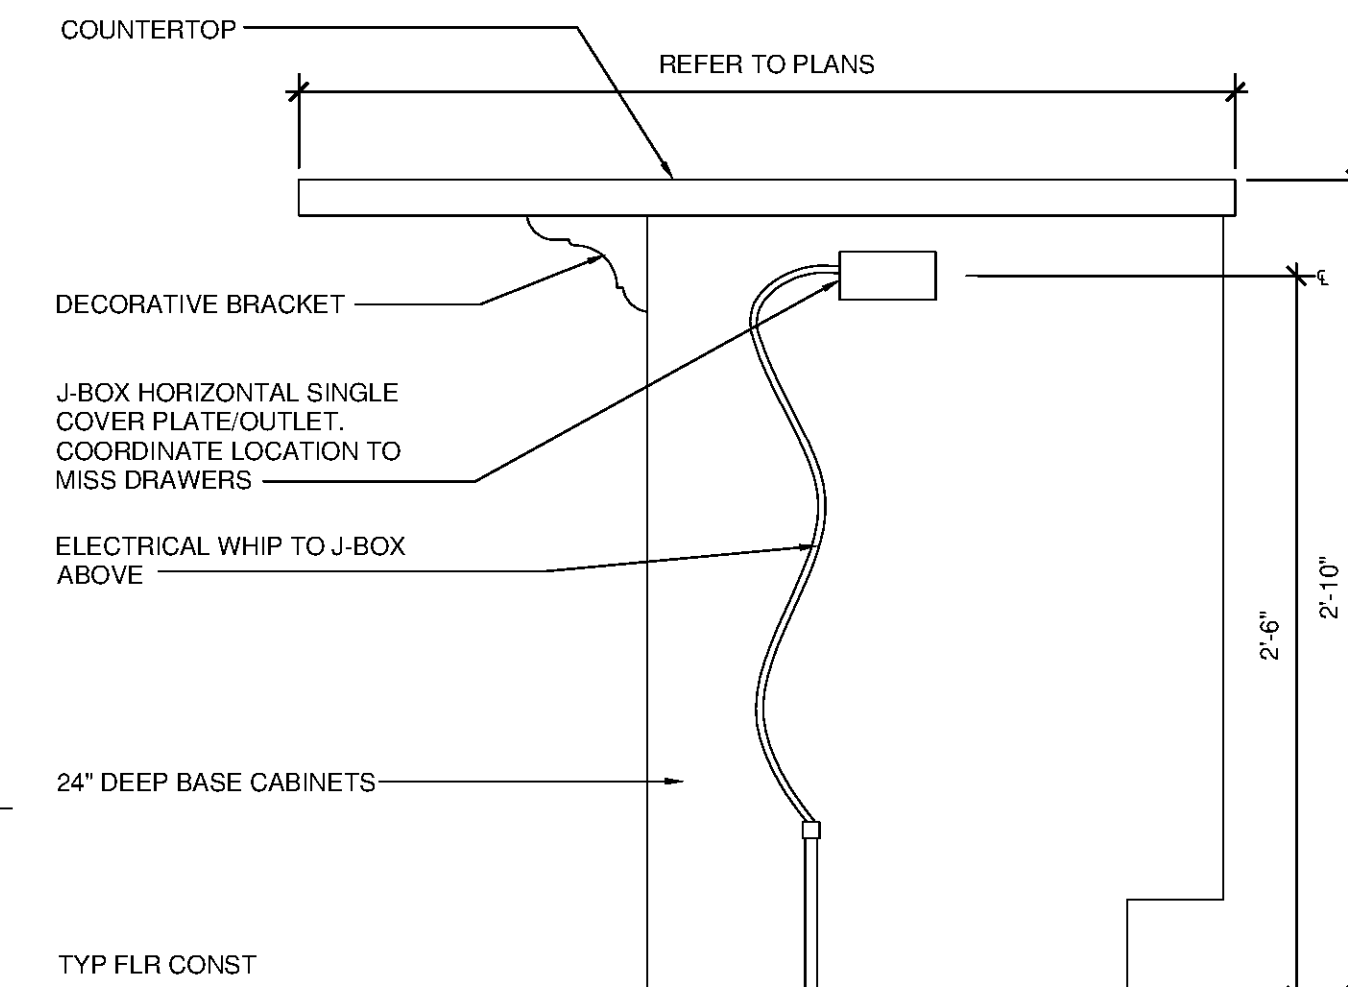 COUNTERTOP
REFER TO PLANS
DECORATIVE BRACKET
℄
J-BOX HORIZONTAL SINGLE
COVER PLATE/OUTLET.
COORDINATE LOCATION TO
MISS DRAWERS
ELECTRICAL WHIP TO J-BOX
ABOVE
2'-6"
2'-10"
24" DEEP BASE CABINETS
TYP FLR CONST